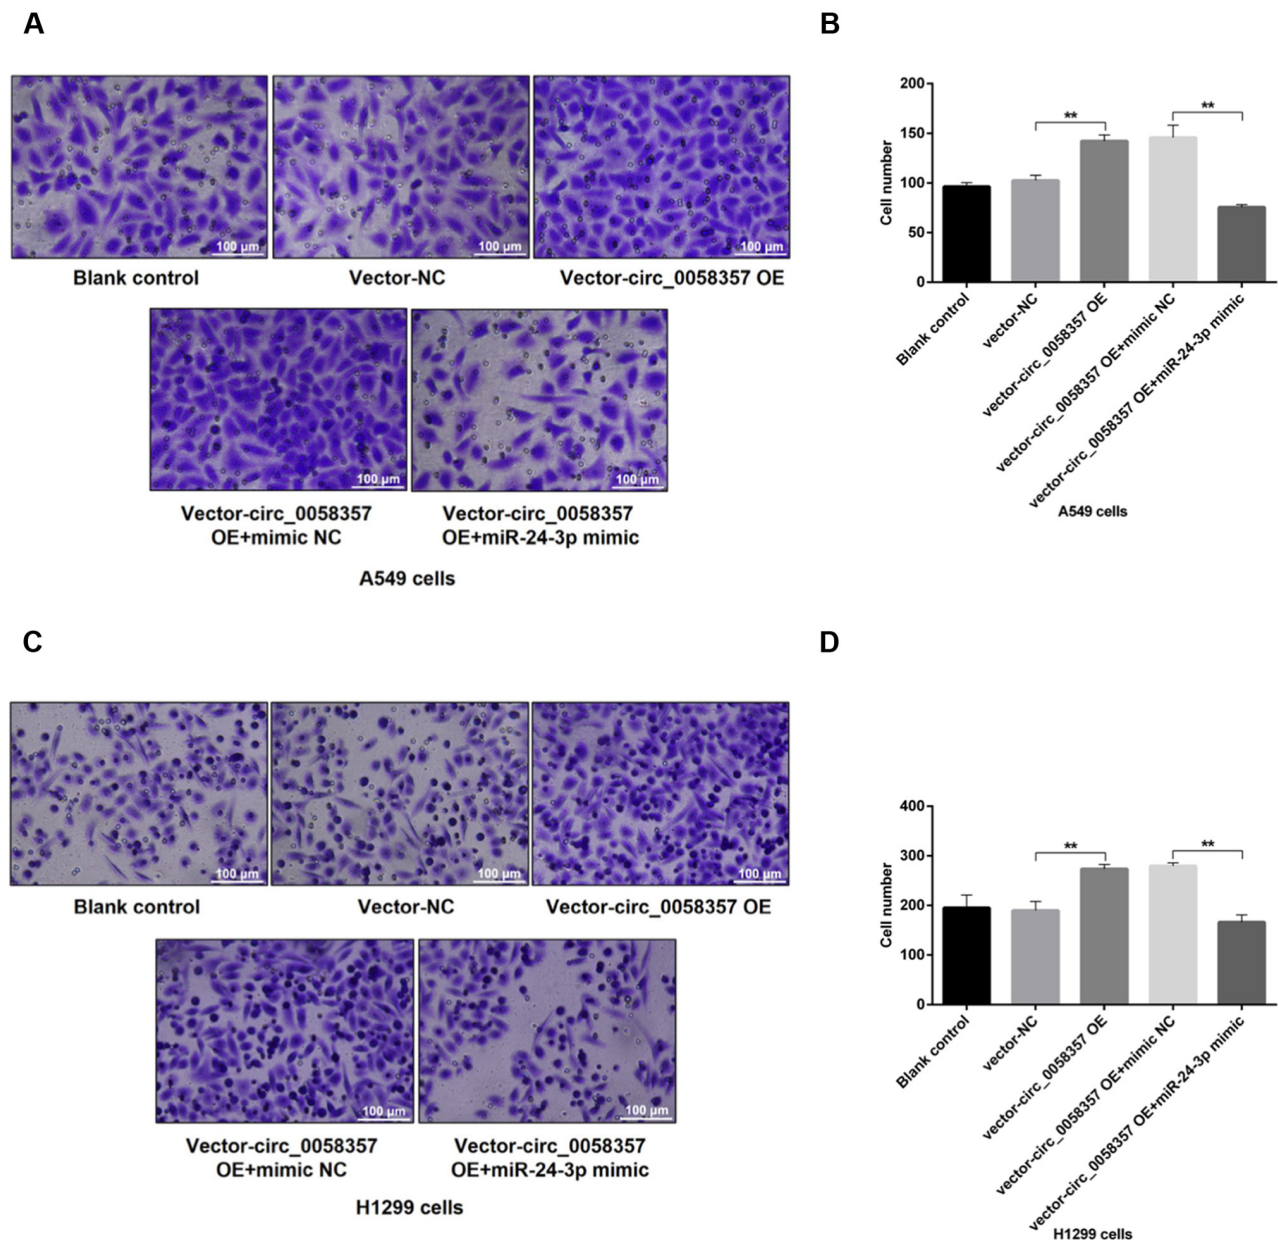 A
100 µm
100 µm
100 µm
Blank control
Vector-NC
Vector-circ_0058357 OE
100 µm
100 µm
Vector-circ_0058357
OE+mimic NC
Vector-circ_0058357
OE+miR-24-3p mimic
A549 cells
B
200
150
100
50
0
Cell number
**
**
Blank control
vector-NC
vector-circ_0058357 OE
vector-circ_0058357 OE+mimic NC
vector-circ_0058357 OE+miR-24-3p mimic
A549 cells
C
100 µm
100 µm
100 µm
Blank control
Vector-NC
Vector-circ_0058357 OE
100 µm
100 µm
Vector-circ_0058357
OE+mimic NC
Vector-circ_0058357
OE+miR-24-3p mimic
H1299 cells
D
400
300
200
100
0
Cell number
**
**
Blank control
vector-NC
vector-circ_0058357 OE
vector-circ_0058357 OE+mimic NC
vector-circ_0058357 OE+miR-24-3p mimic
H1299 cells